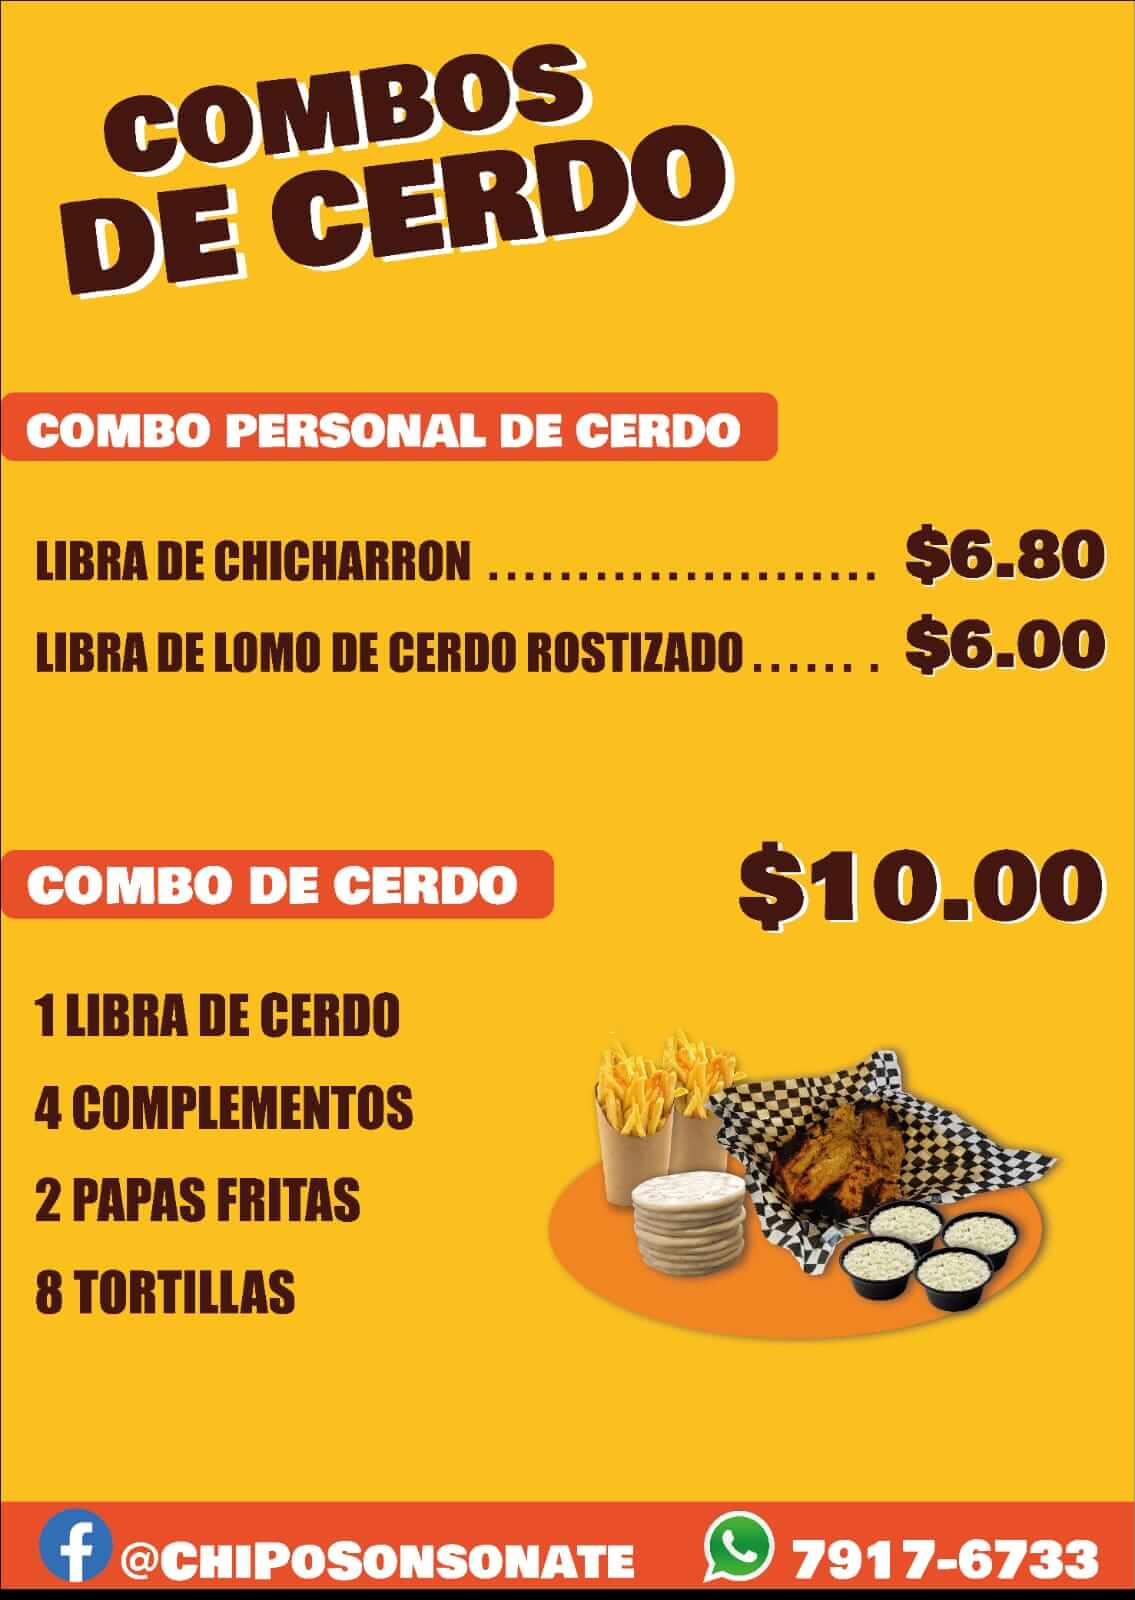 COMBOS
DE CERDO
COMBO PERSONAL DE CERDO
LIBRA DE CHICHARRON ...................... $6.80
LIBRA DE LOMO DE CERDO ROSTIZADO ....... $6.00
COMBO DE CERDO $10.00
1 LIBRA DE CERDO
4 COMPLEMENTOS
2 PAPAS FRITAS
8 TORTILLAS
@CHIPOSONSONATE 7917-6733